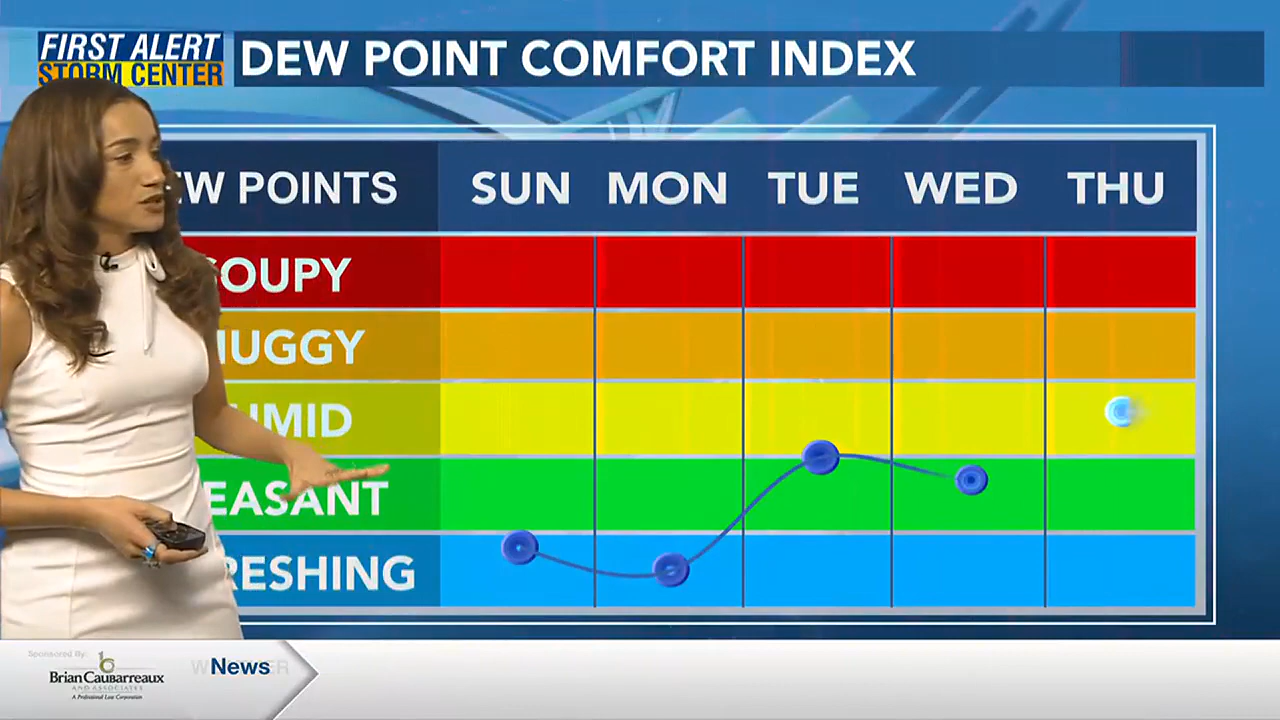 FIRST ALERT
STORM CENTER
DEW POINT COMFORT INDEX
EW POINTS SUN MON TUE WED THU
OUPY
UGGY
UMID
EASANT
RESHING
Sponsored By:
Brian Caubarreaux
AND ASSOCIATES
A Professional Law Corporation
News